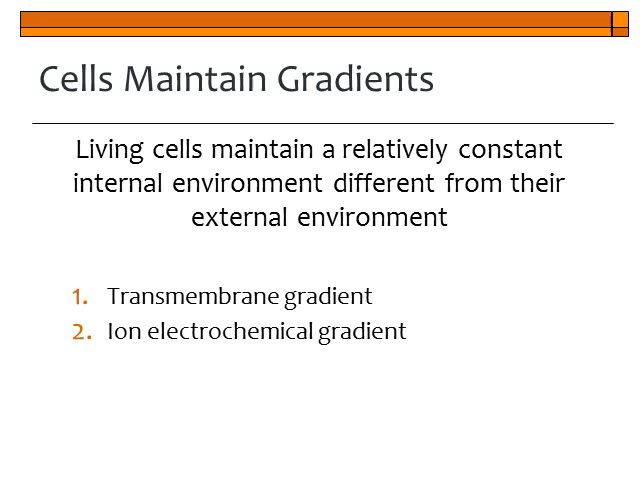 Cells Maintain Gradients
Living cells maintain a relatively constant
internal environment different from their
external environment
1. Transmembrane gradient
2. Ion electrochemical gradient